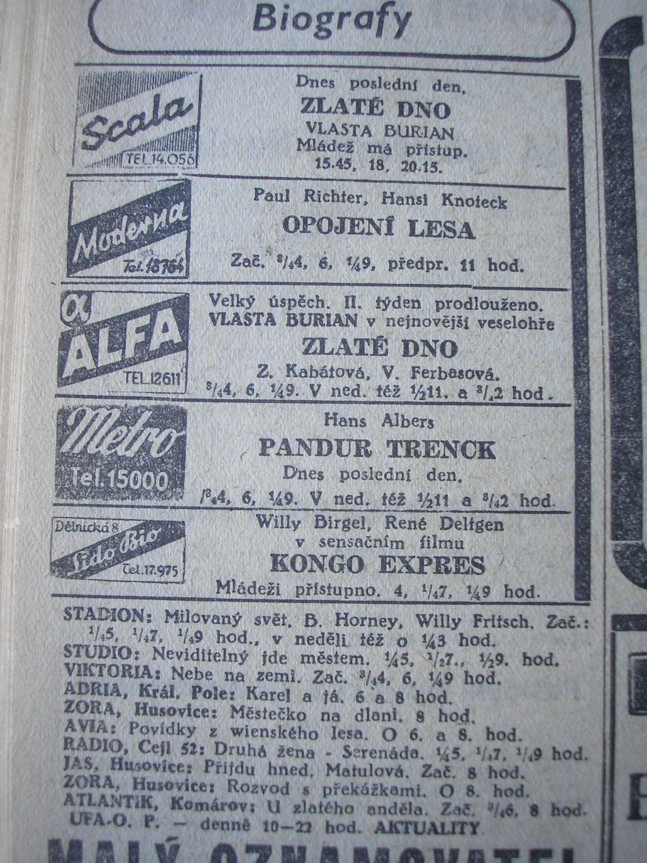 Biografy
Scala
TEL.14.056
Dnes poslední den.
ZLATÉ DNO
VLASTA BURIAN
Mládež má přístup.
15.45, 18, 20.15.
Moderna
Tel.18764
Paul Richter, Hansi Knoteck
OPOJENÍ LESA
Zač. ¾4, 6, ¼9, předpr. 11 hod.
α
ALFA
TEL.12611
Velký úspěch. II. týden prodlouženo.
VLASTA BURIAN v nejnovější veselohře
ZLATÉ DNO
Z. Kabátová, V. Ferbasová.
¾4, 6, ¼9. V ned. též ½11. a ¾2 hod.
Metro
Tel.15000
Hans Albers
PANDUR TRENCK
Dnes poslední den.
¾4, 6, ¼9. V ned. též ½11 a ¾2 hod.
Dělnická 8
Lido Bio
Tel.17.975
Willy Birgel, René Deltgen
v sensačním filmu
KONGO EXPRES
Mládeži přístupno. 4, ¼7, ¼9 hod.
STADION: Milovaný svět. B. Horney, Willy Fritsch. Zač.:
¼5, ¼7, ¼9 hod., v neděli též o ¼3 hod.
STUDIO: Neviditelný jde městem. ¼5, ½7., ½9. hod.
VIKTORIA: Nebe na zemi. Zač. ¾4, 6, ¼9 hod.
ADRIA, Král. Pole: Karel a já. 6 a 8 hod.
ZORA, Husovice: Městečko na dlani. 8 hod.
AVIA: Povídky z wienského lesa. O 6. a 8. hod.
RADIO, Cejl 52: Druhá žena - Serenáda. ¼5, ¼7, ¼9 hod.
JAS, Husovice: Přijdu hned. Matulová. Zač. 8 hod.
ZORA, Husovice: Rozvod s překážkami. O 8. hod.
ATLANTIK, Komárov: U zlatého anděla. Zač. ¾6, 8 hod.
UFA-O. P. — denně 10—22 hod. AKTUALITY
MALÝ OZNAMOVATEL